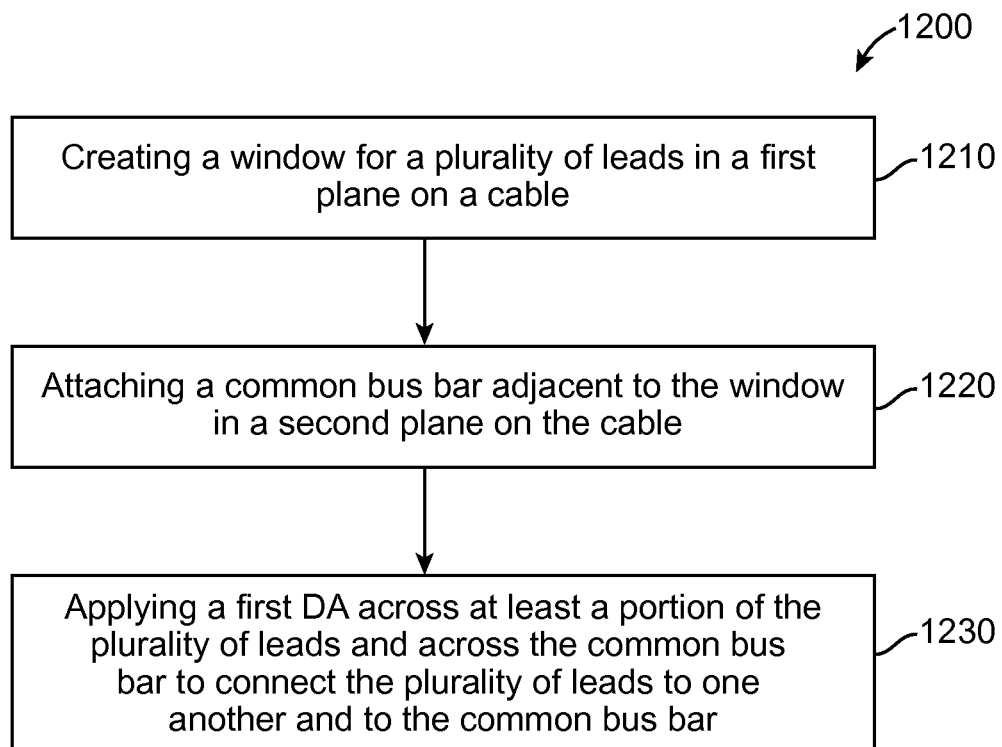 1200
Creating a window for a plurality of leads in a first
plane on a cable
1210
Attaching a common bus bar adjacent to the window
in a second plane on the cable
1220
Applying a first DA across at least a portion of the
plurality of leads and across the common bus
bar to connect the plurality of leads to one
another and to the common bus bar
1230